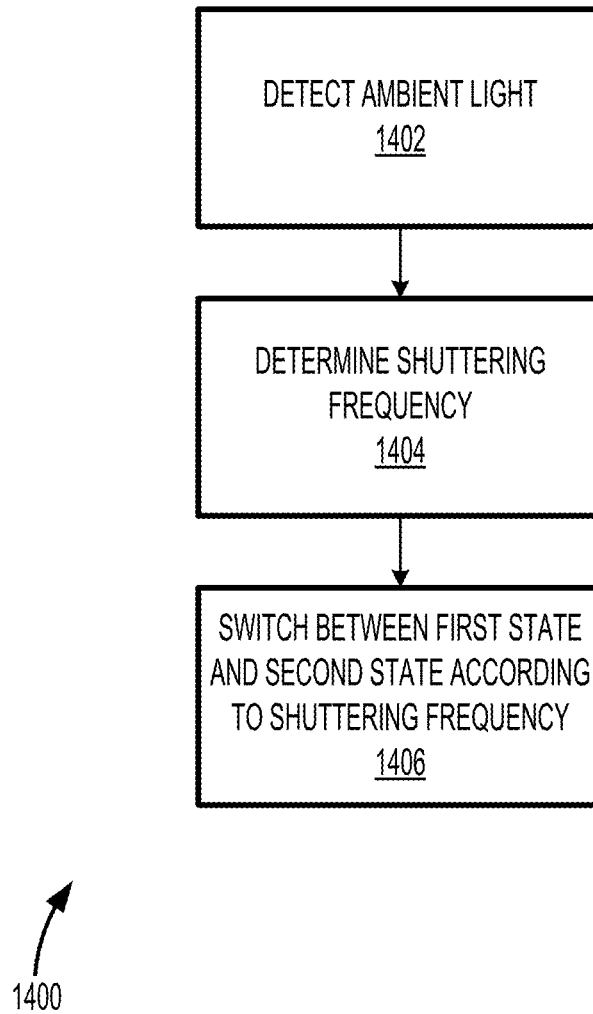 DETECT AMBIENT LIGHT
1402
DETERMINE SHUTTERING
FREQUENCY
1404
SWITCH BETWEEN FIRST STATE
AND SECOND STATE ACCORDING
TO SHUTTERING FREQUENCY
1406
1400